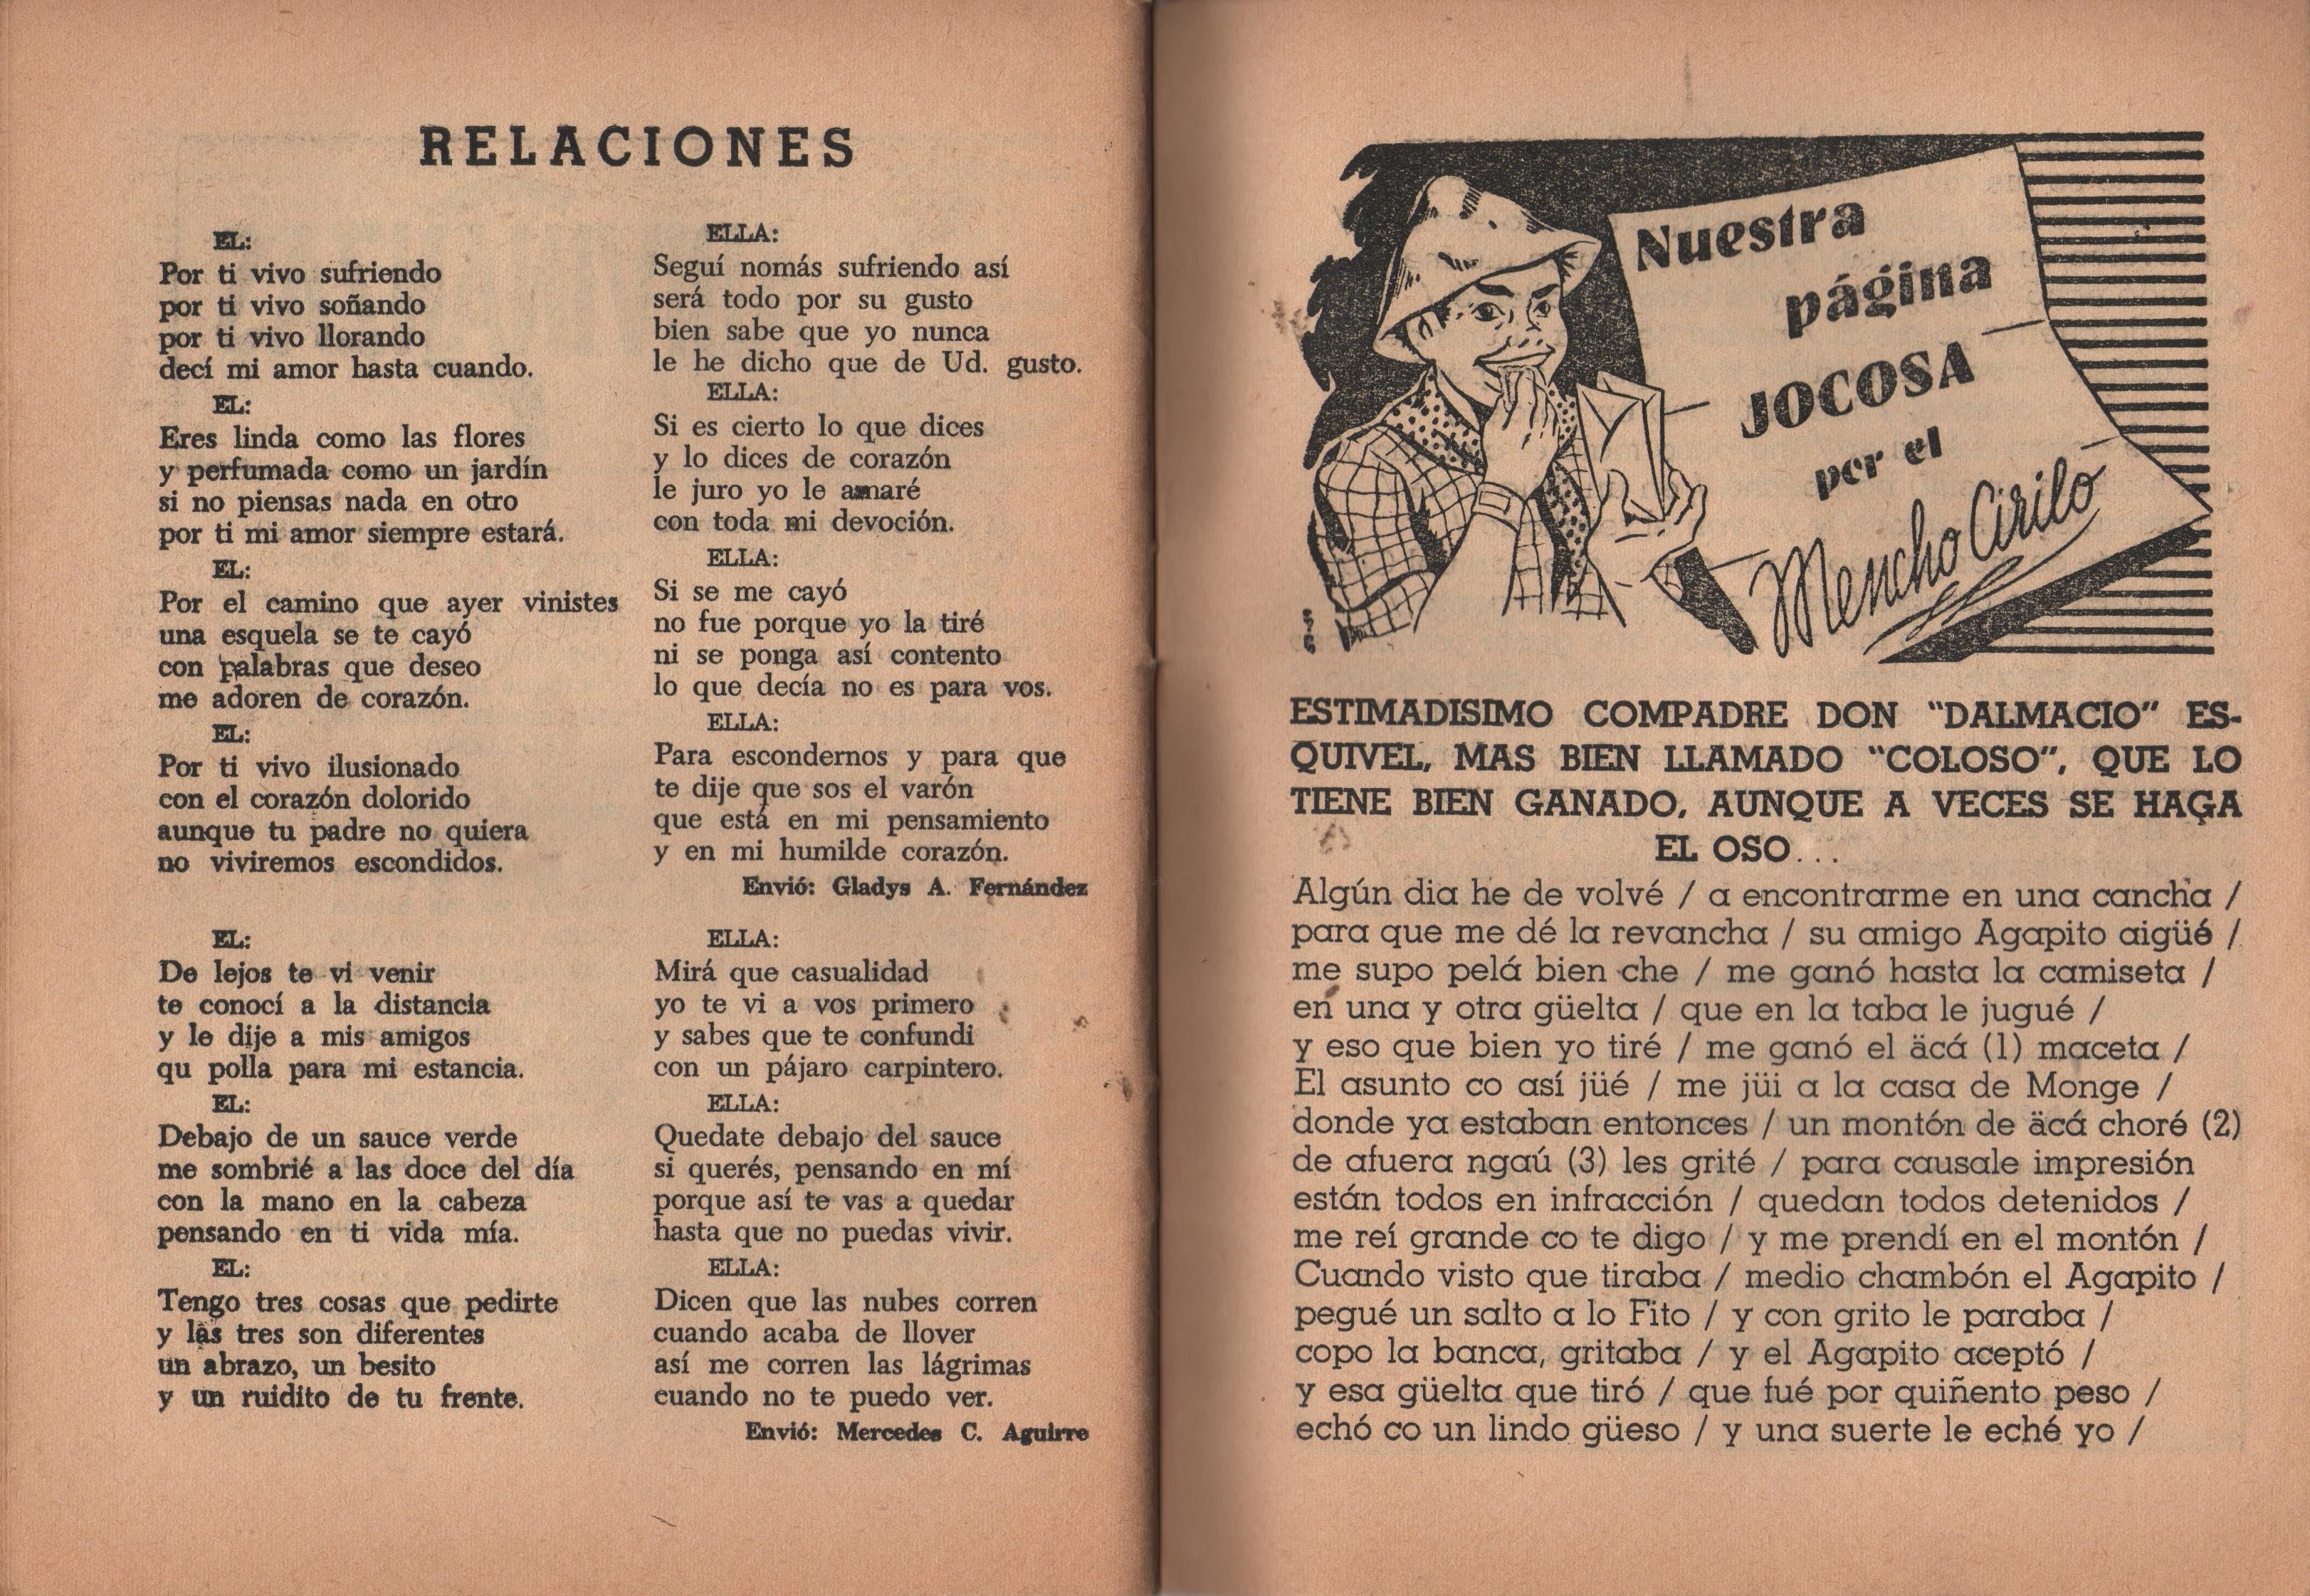 RELACIONES
EL:
Por ti vivo sufriendo
por ti vivo soñando
por ti vivo llorando
decí mi amor hasta cuando.
EL:
Eres linda como las flores
y perfumada como un jardín
si no piensas nada en otro
por ti mi amor siempre estará.
EL:
Por el camino que ayer vinistes
una esquela se te cayó
con palabras que deseo
me adoren de corazón.
EL:
Por ti vivo ilusionado
con el corazón dolorido
aunque tu padre no quiera
no viviremos escondidos.
ELLA:
Seguí nomás sufriendo así
será todo por su gusto
bien sabe que yo nunca
le he dicho que de Ud. gusto.
ELLA:
Si es cierto lo que dices
y lo dices de corazón
le juro yo le amaré
con toda mi devoción.
ELLA:
Si se me cayó
no fue porque yo la tiré
ni se ponga así contento
lo que decía no es para vos.
ELLA:
Para escondernos y para que
te dije que sos el varón
que está en mi pensamiento
y en mi humilde corazón.
Envió: Gladys A. Fernández
EL:
De lejos te vi venir
te conocí a la distancia
y le dije a mis amigos
qu polla para mi estancia.
EL:
Debajo de un sauce verde
me sombrié a las doce del día
con la mano en la cabeza
pensando en ti vida mía.
EL:
Tengo tres cosas que pedirte
y las tres son diferentes
un abrazo, un besito
y un ruidito de tu frente.
ELLA:
Mirá que casualidad
yo te vi a vos primero
y sabes que te confundi
con un pájaro carpintero.
ELLA:
Quedate debajo del sauce
si querés, pensando en mí
porque así te vas a quedar
hasta que no puedas vivir.
ELLA:
Dicen que las nubes corren
cuando acaba de llover
así me corren las lágrimas
cuando no te puedo ver.
Envió: Mercedes C. Aguirre
Nuestra
página
JOCOSA
por el
Mencho Cirilo
ESTIMADISIMO COMPADRE DON "DALMACIO" ES-
QUIVEL, MAS BIEN LLAMADO "COLOSO", QUE LO
TIENE BIEN GANADO, AUNQUE A VECES SE HAGA
EL OSO...
Algún dia he de volvé / a encontrarme en una cancha /
para que me dé la revancha / su amigo Agapito aigüé /
me supo pelá bien che / me ganó hasta la camiseta /
en una y otra güelta / que en la taba le jugué /
y eso que bien yo tiré / me ganó el äcá (1) maceta /
El asunto co así jüé / me jüi a la casa de Monge /
donde ya estaban entonces / un montón de äcá choré (2)
de afuera ngaú (3) les grité / para causale impresión
están todos en infracción / quedan todos detenidos /
me reí grande co te digo / y me prendí en el montón /
Cuando visto que tiraba / medio chambón el Agapito /
pegué un salto a lo Fito / y con grito le paraba /
copo la banca, gritaba / y el Agapito aceptó /
y esa güelta que tiró / que fué por quiñento peso /
echó co un lindo güeso / y una suerte le eché yo /